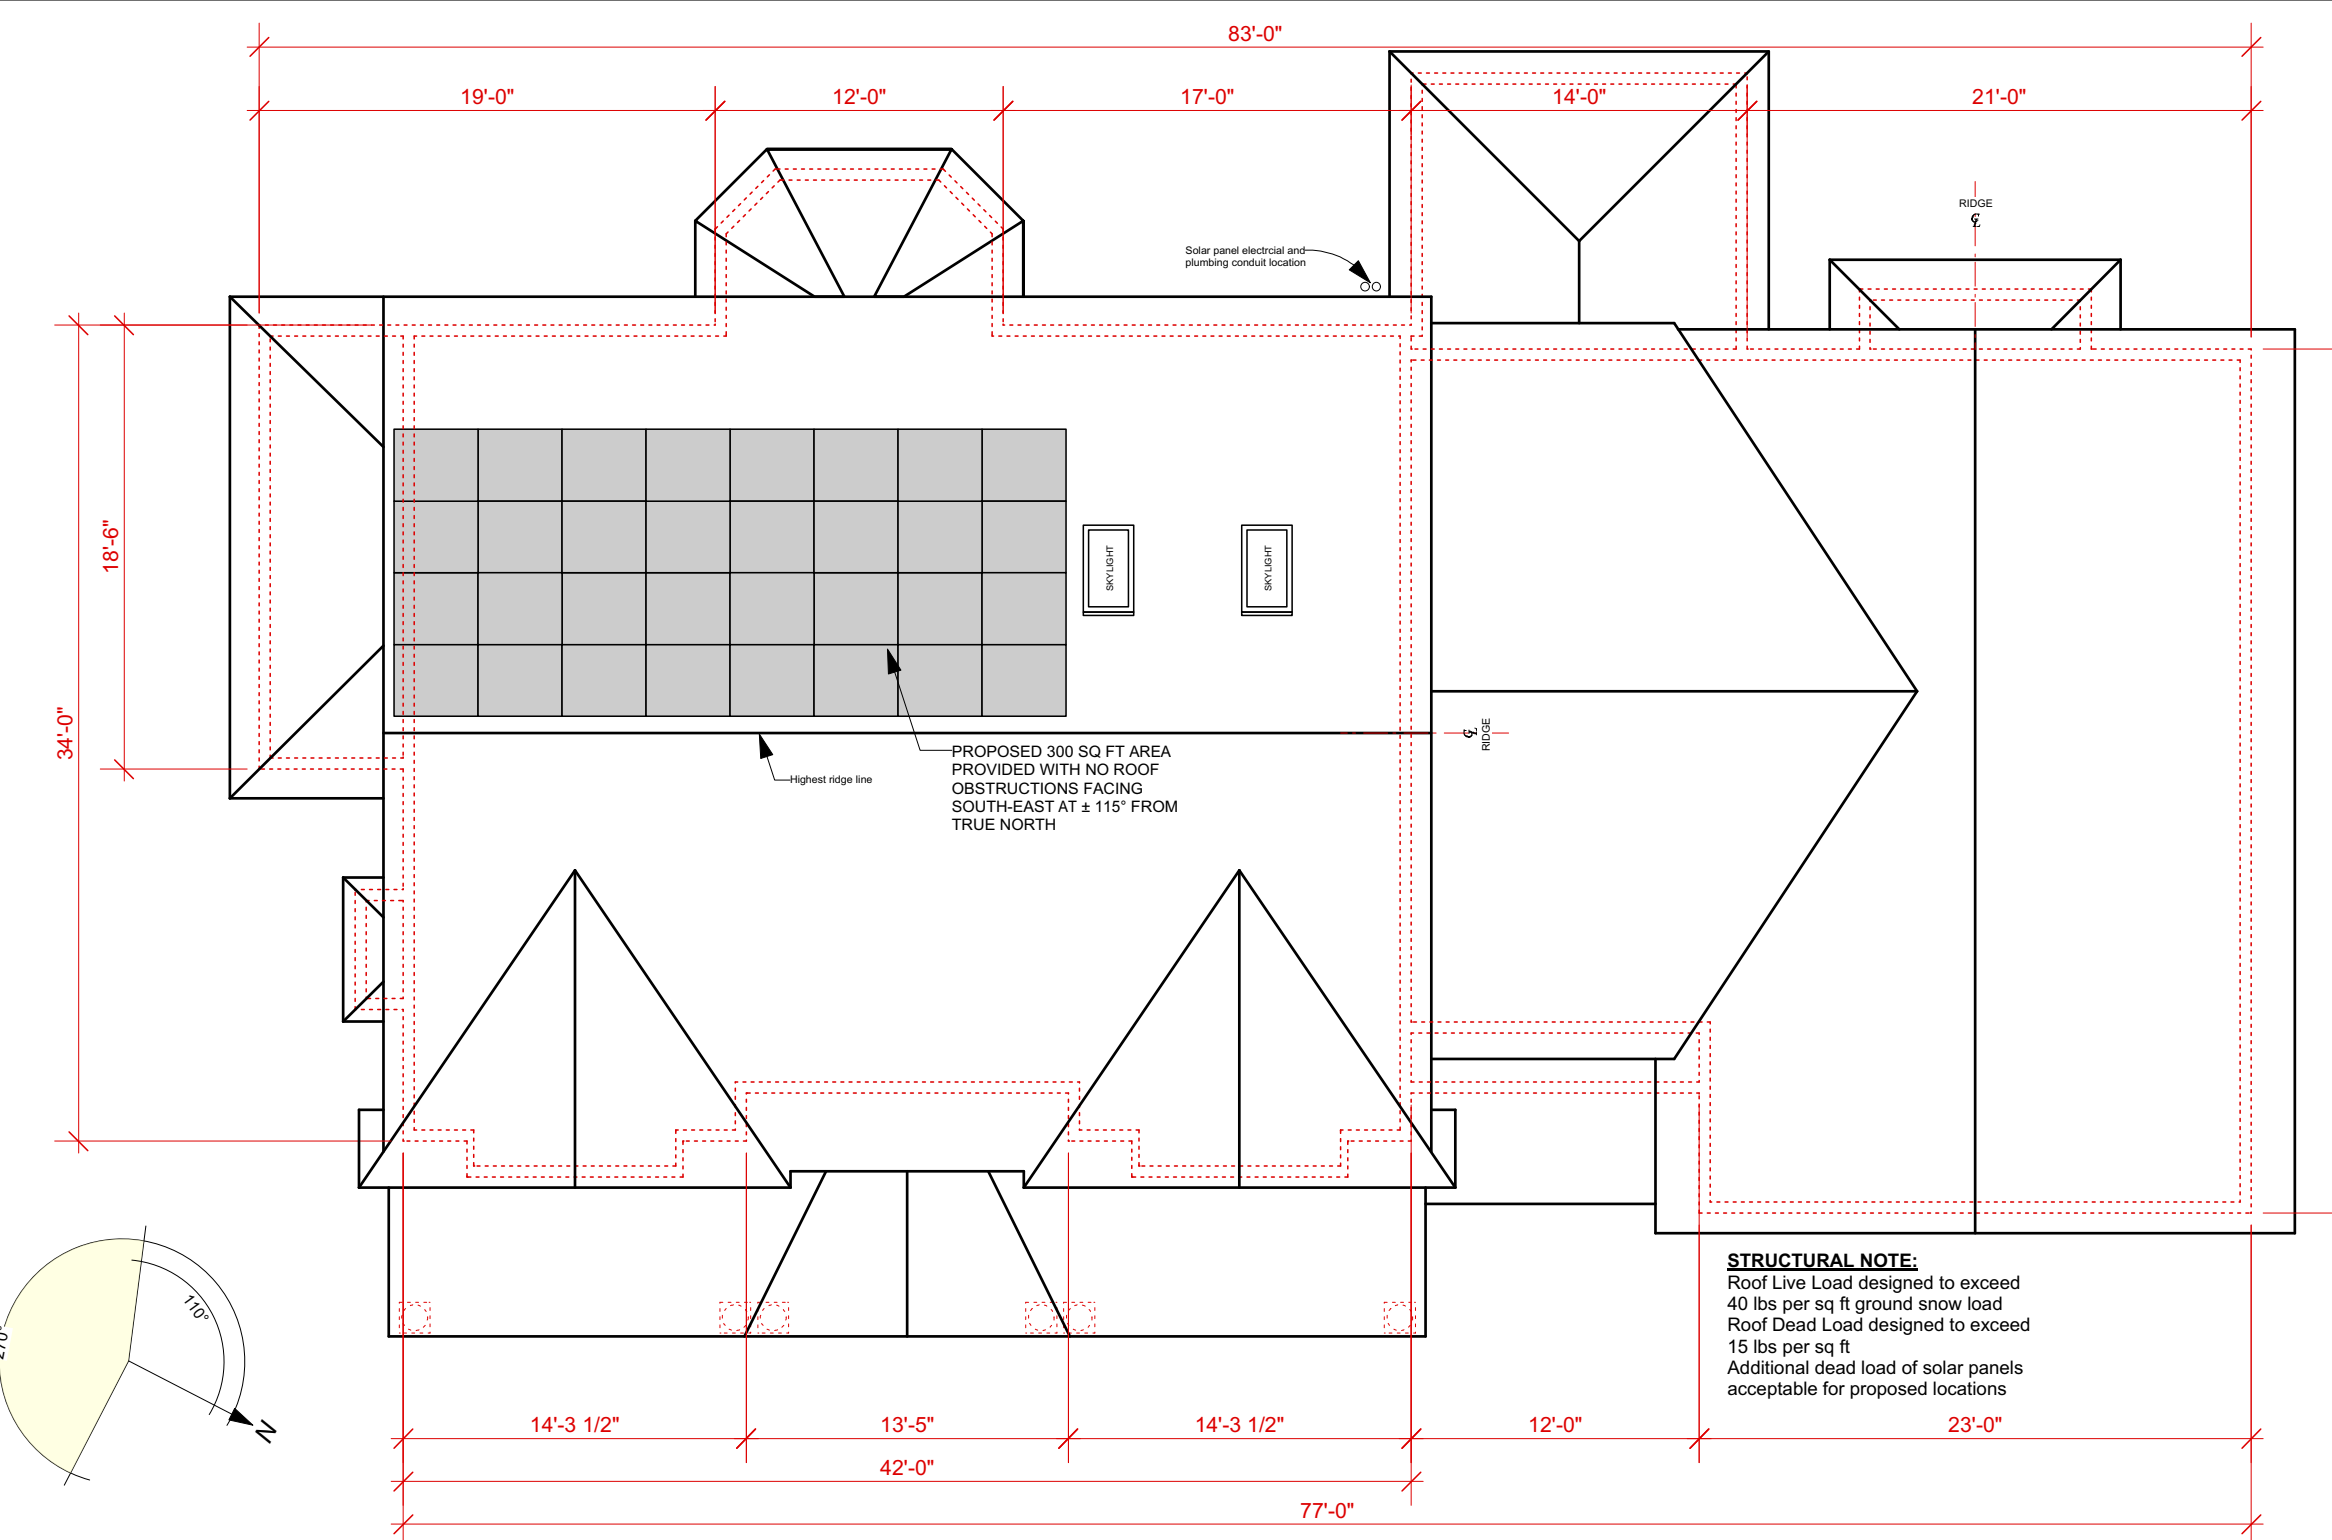 83'-0"
19'-0"
12'-0"
17'-0"
14'-0"
21'-0"
RIDGE
CL
Solar panel electrcial and
plumbing conduit location
18'-6"
34'-0"
SKYLIGHT
SKYLIGHT
CL
RIDGE
PROPOSED 300 SQ FT AREA
PROVIDED WITH NO ROOF
OBSTRUCTIONS FACING
SOUTH-EAST AT ± 115° FROM
TRUE NORTH
Highest ridge line
110°
270°
N
STRUCTURAL NOTE:
Roof Live Load designed to exceed
40 lbs per sq ft ground snow load
Roof Dead Load designed to exceed
15 lbs per sq ft
Additional dead load of solar panels
acceptable for proposed locations
14'-3 1/2"
13'-5"
14'-3 1/2"
12'-0"
23'-0"
42'-0"
77'-0"